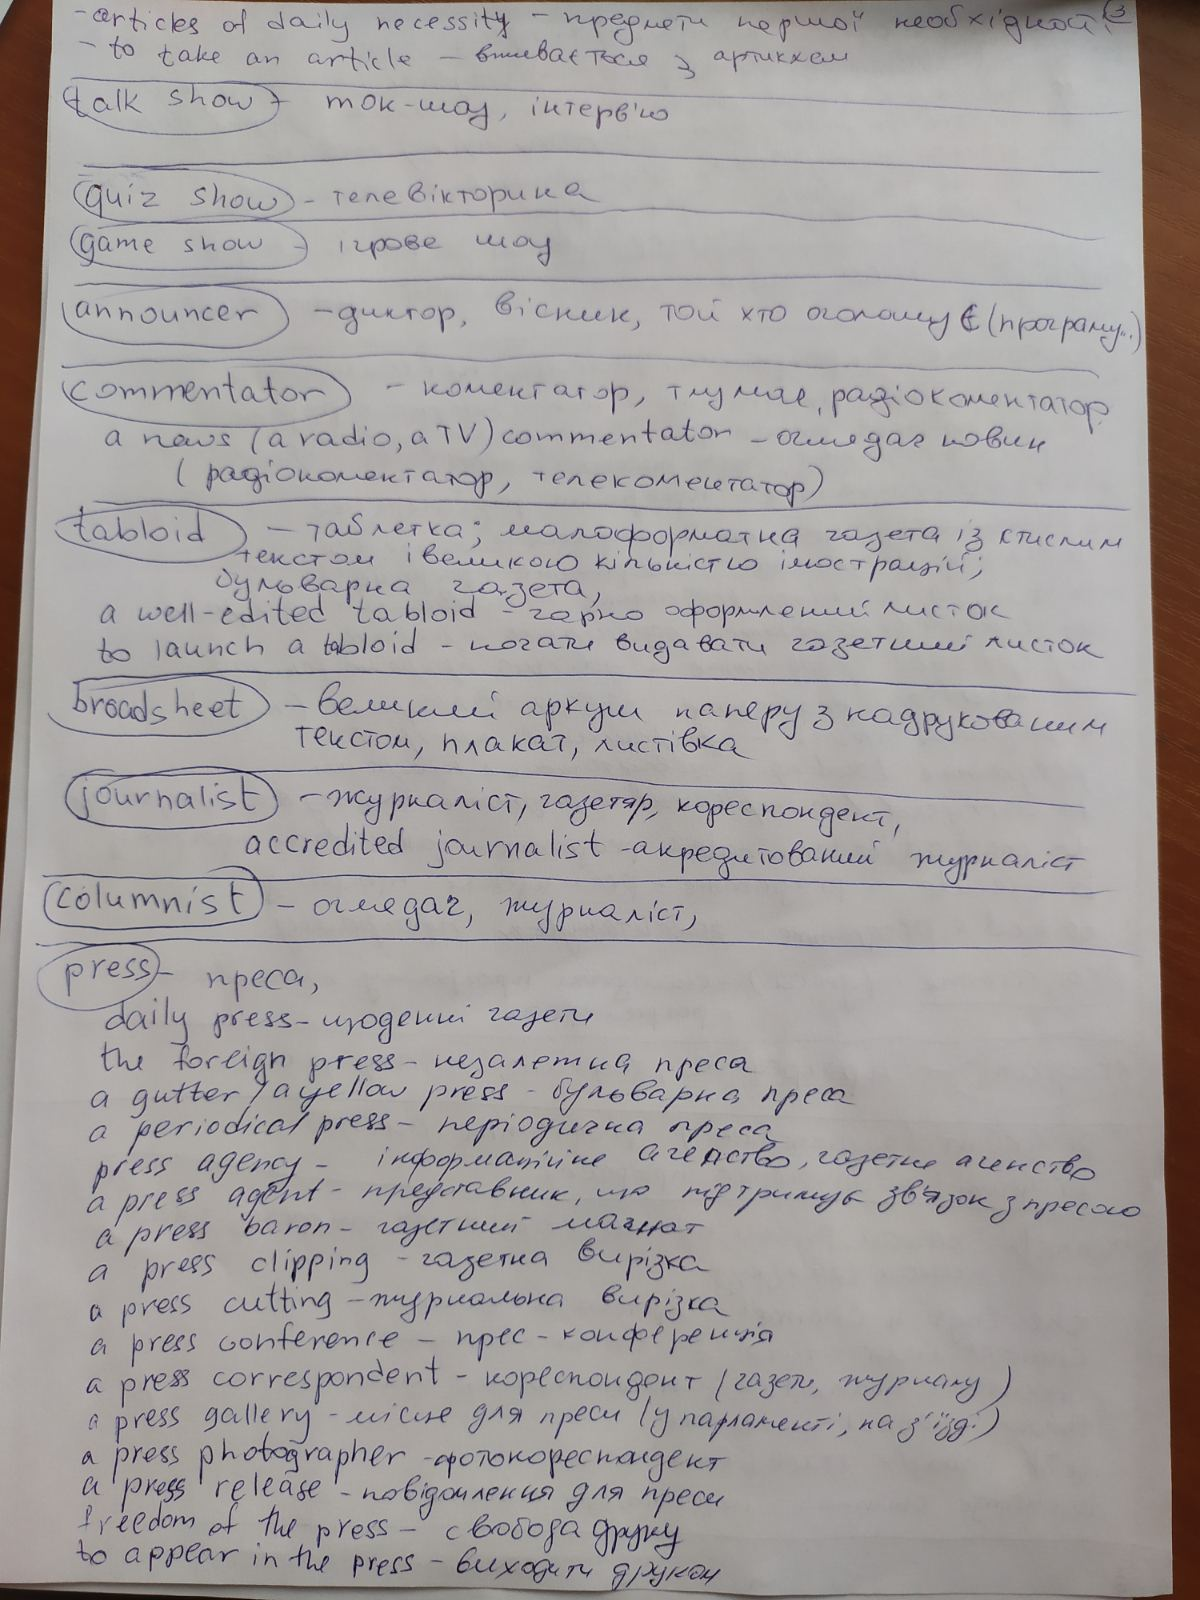 - articles of daily necessity - предмети першої необхідності 3
- to take an article - вживається з артиклем
talk show - ток-шоу, інтерв'ю
quiz show - телевікторина
game show - ігрове шоу
announcer - диктор, вісник, той хто оголошує (програму..)
commentator - коментатор, тлумач, радіокоментатор
a news (a radio, a TV) commentator - оглядач новин
(радіокоментатор, телекоментатор)
tabloid - таблетка; малоформатна газета із стислим
текстом і великою кількістю ілюстрацій;
бульварна газета,
a well-edited tabloid - гарно оформлений листок
to launch a tabloid - почати видавати газетний листок
broadsheet - великий аркуш паперу з надрукованим
текстом, плакат, листівка
journalist - журналіст, газетяр, кореспондент,
accredited journalist - акредитований журналіст
columnist - оглядач, журналіст,
press - преса,
daily press - щоденні газети
the foreign press - незалежна преса
a gutter / a yellow press - бульварна преса
a periodical press - періодична преса
press agency - інформаційне агенство, газетне агенство
a press agent - представник, що підтримує зв'язок з пресою
a press baron - газетний магнат
a press clipping - газетна вирізка
a press cutting - журнальна вирізка
a press conference - прес-конференція
a press correspondent - кореспондент (газети, журналу)
a press gallery - місце для преси (у парламенті, на з'їзді)
a press photographer - фотокореспондент
a press release - повідомлення для преси
freedom of the press - свобода друку
to appear in the press - виходити друком